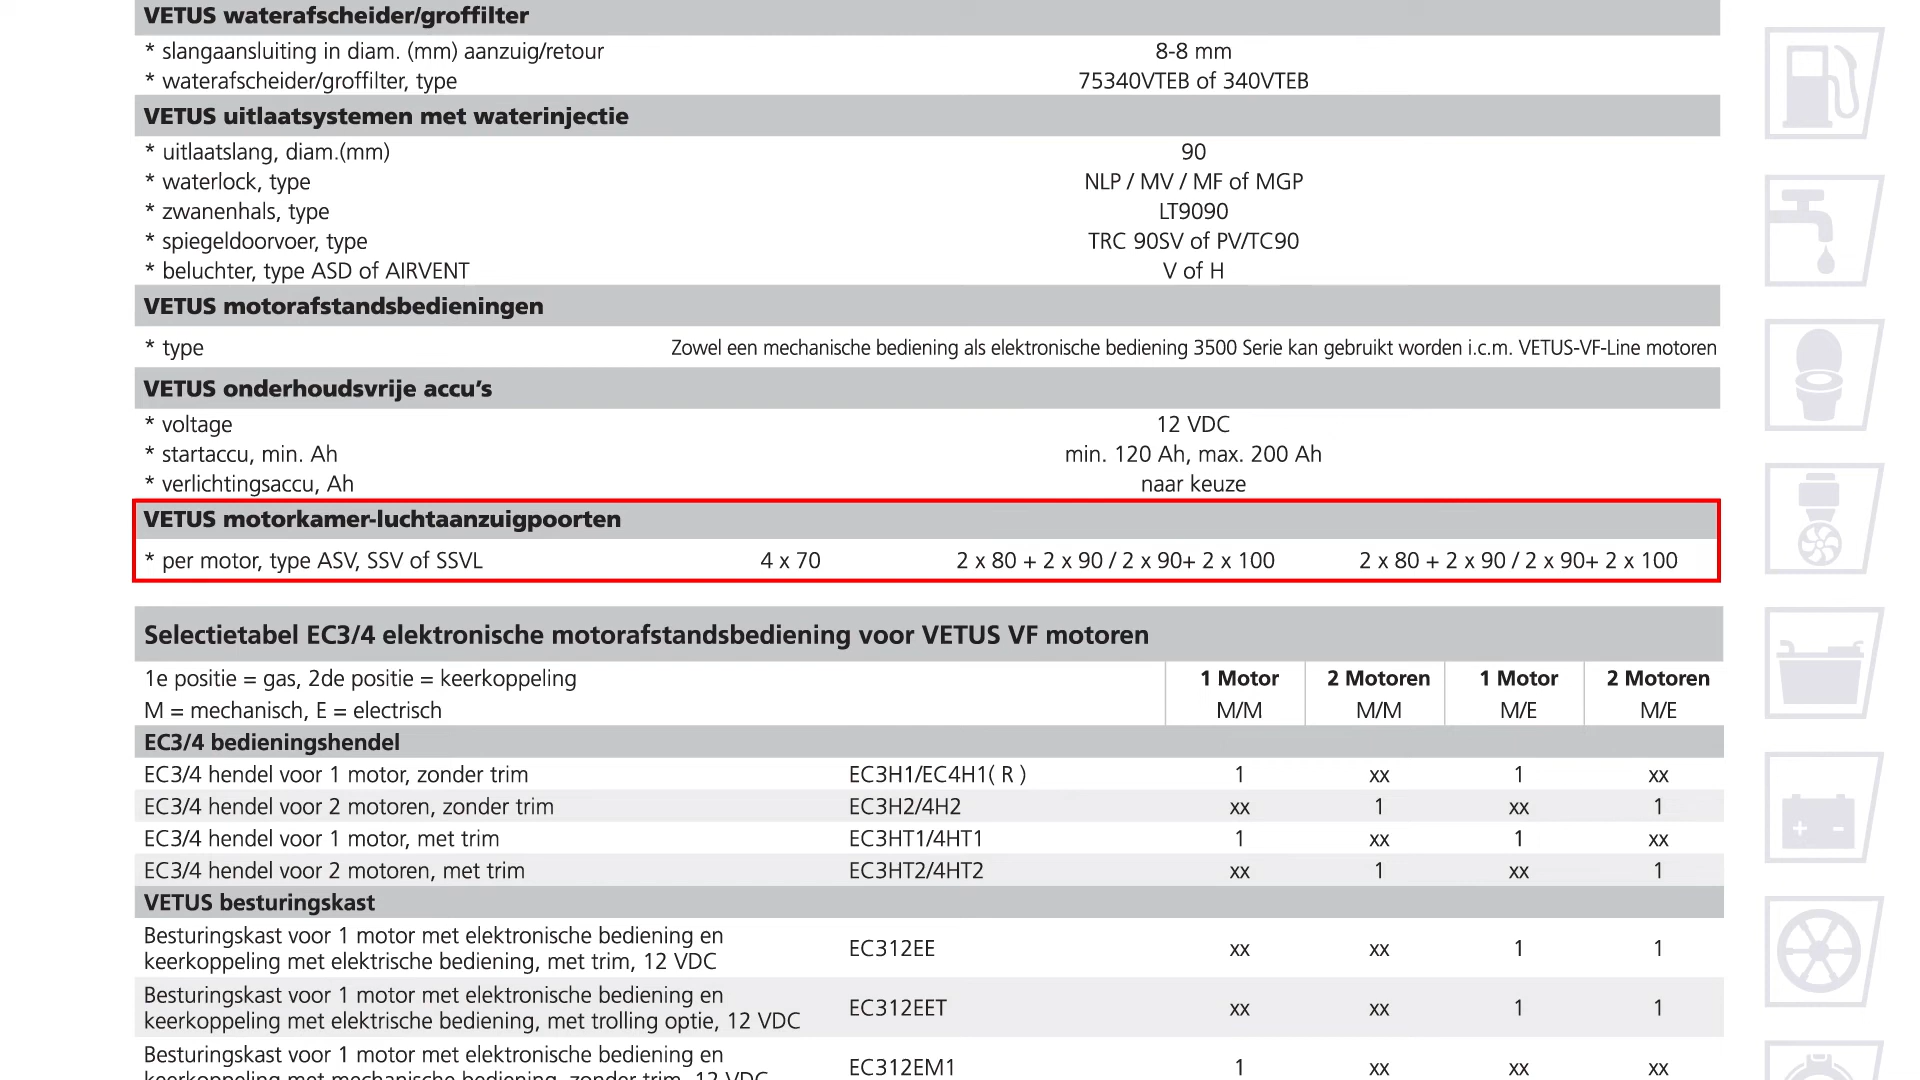 VETUS waterafscheider/groffilter
* slangaansluiting in diam. (mm) aanzuig/retour 8-8 mm
* waterafscheider/groffilter, type 75340VTEB of 340VTEB
VETUS uitlaatsystemen met waterinjectie
* uitlaatslang, diam.(mm) 90
* waterlock, type NLP / MV / MF of MGP
* zwanenhals, type LT9090
* spiegeldoorvoer, type TRC 90SV of PV/TC90
* beluchter, type ASD of AIRVENT V of H
VETUS motorafstandsbedieningen
* type Zowel een mechanische bediening als elektronische bediening 3500 Serie kan gebruikt worden i.c.m. VETUS-VF-Line motoren
VETUS onderhoudsvrije accu's
* voltage 12 VDC
* startaccu, min. Ah min. 120 Ah, max. 200 Ah
* verlichtingsaccu, Ah naar keuze
VETUS motorkamer-luchtaanzuigpoorten
* per motor, type ASV, SSV of SSVL 4 x 70 2 x 80 + 2 x 90 / 2 x 90+ 2 x 100 2 x 80 + 2 x 90 / 2 x 90+ 2 x 100
Selectietabel EC3/4 elektronische motorafstandsbediening voor VETUS VF motoren
1e positie = gas, 2de positie = keerkoppeling 1 Motor 2 Motoren 1 Motor 2 Motoren
M = mechanisch, E = electrisch M/M M/M M/E M/E
EC3/4 bedieningshendel
EC3/4 hendel voor 1 motor, zonder trim EC3H1/EC4H1( R ) 1 xx 1 xx
EC3/4 hendel voor 2 motoren, zonder trim EC3H2/4H2 xx 1 xx 1
EC3/4 hendel voor 1 motor, met trim EC3HT1/4HT1 1 xx 1 xx
EC3/4 hendel voor 2 motoren, met trim EC3HT2/4HT2 xx 1 xx 1
VETUS besturingskast
Besturingskast voor 1 motor met elektronische bediening en
keerkoppeling met elektrische bediening, met trim, 12 VDC EC312EE xx xx 1 1
Besturingskast voor 1 motor met elektronische bediening en
keerkoppeling met elektrische bediening, met trolling optie, 12 VDC EC312EET xx xx 1 1
Besturingskast voor 1 motor met elektronische bediening en
keerkoppeling met mechanische bediening, zonder trim, 12 VDC EC312EM1 1 xx xx xx